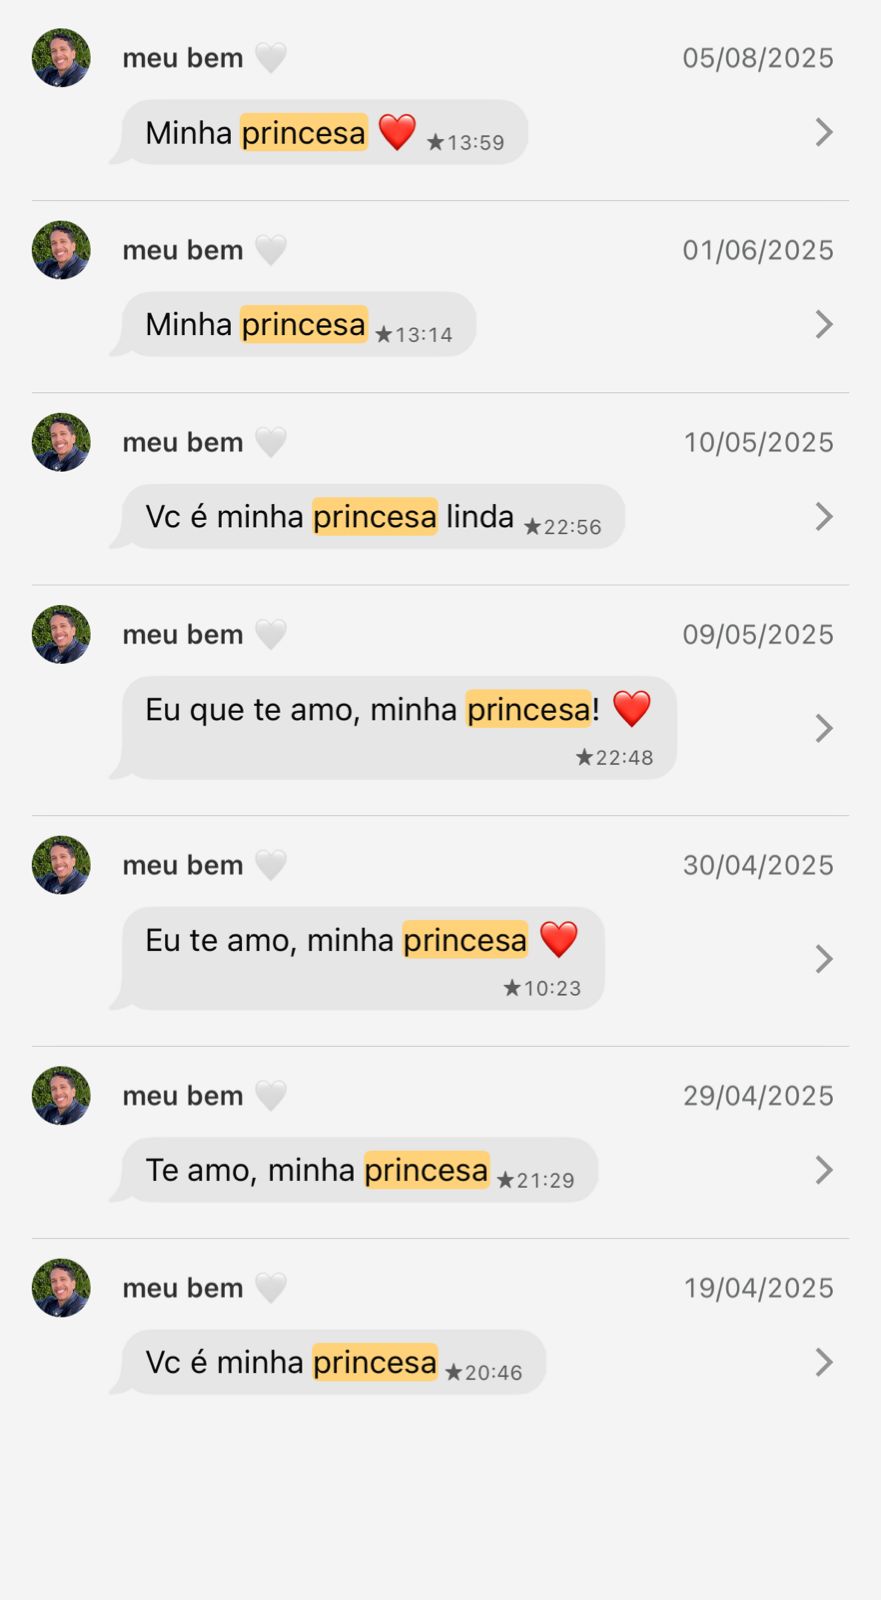 meu bem 🤍 05/08/2025
Minha princesa ❤️ ★13:59
meu bem 🤍 01/06/2025
Minha princesa ★13:14
meu bem 🤍 10/05/2025
Vc é minha princesa linda ★22:56
meu bem 🤍 09/05/2025
Eu que te amo, minha princesa! ❤️
★22:48
meu bem 🤍 30/04/2025
Eu te amo, minha princesa ❤️
★10:23
meu bem 🤍 29/04/2025
Te amo, minha princesa ★21:29
meu bem 🤍 19/04/2025
Vc é minha princesa ★20:46